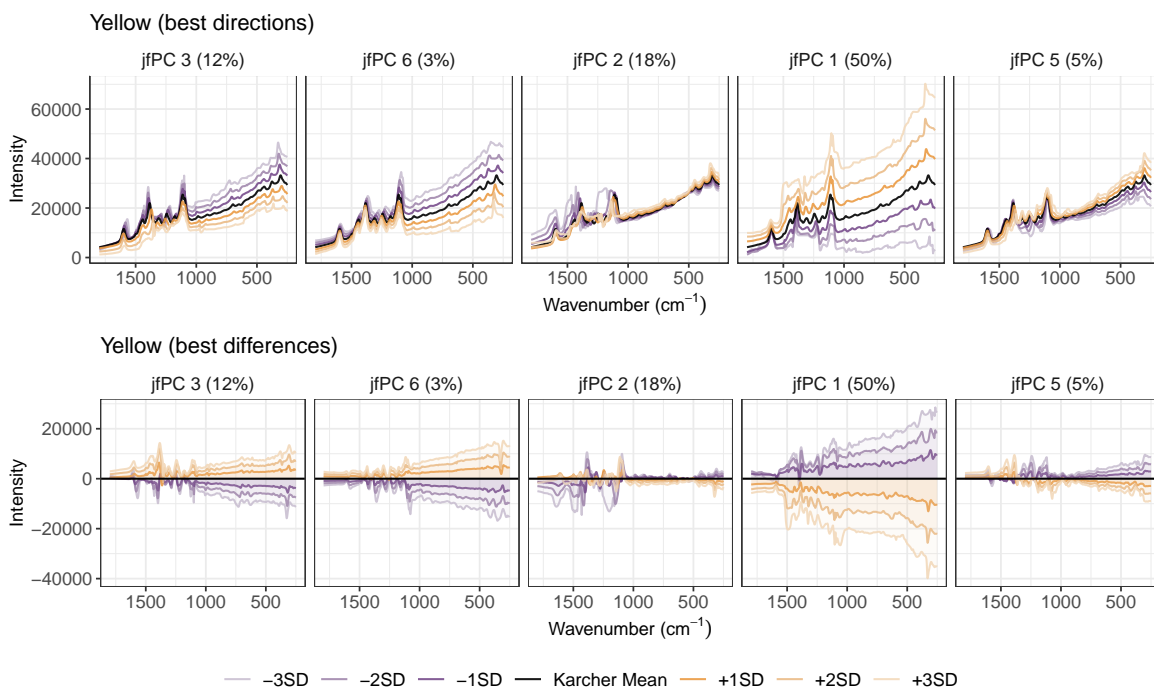 Yellow (best directions)
jfPC 3 (12%) jfPC 6 (3%) jfPC 2 (18%) jfPC 1 (50%) jfPC 5 (5%)
60000
40000
20000
0
Intensity
1500 1000 500 1500 1000 500 1500 1000 500 1500 1000 500 1500 1000 500
Wavenumber (cm⁻¹)
Yellow (best differences)
jfPC 3 (12%) jfPC 6 (3%) jfPC 2 (18%) jfPC 1 (50%) jfPC 5 (5%)
20000
0
−20000
−40000
Intensity
1500 1000 500 1500 1000 500 1500 1000 500 1500 1000 500 1500 1000 500
Wavenumber (cm⁻¹)
−3SD −2SD −1SD Karcher Mean +1SD +2SD +3SD